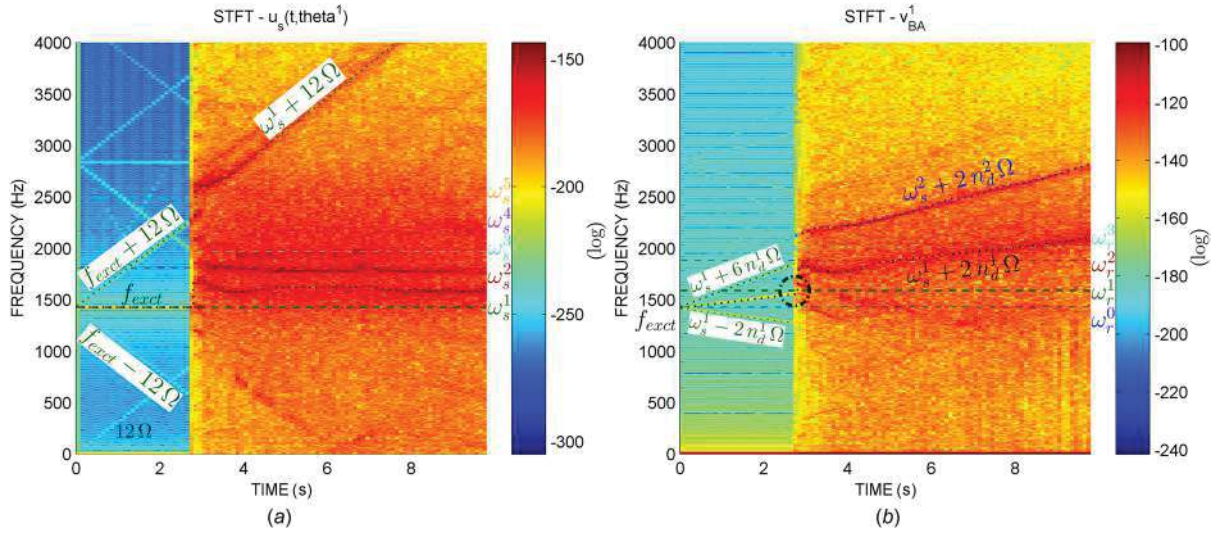 STFT - u_s(t,theta^1)
4000
3500
3000
2500
2000
1500
1000
500
0
FREQUENCY (Hz)
ω_s^1 + 12Ω
f_exct + 12Ω
f_exct
f_exct − 12Ω
12Ω
ω_s^5
ω_s^4
ω_s^3
ω_s^2
ω_s^1
0 2 4 6 8
TIME (s)
-150
-200
-250
-300
(log)
(a)
STFT - v_BA^1
4000
3500
3000
2500
2000
1500
1000
500
0
FREQUENCY (Hz)
f_exct
ω_s^2 + 2 n_d^2 Ω
ω_s^1 + 6 n_d^1 Ω
ω_s^1 + 2 n_d^1 Ω
ω_s^1 − 2 n_d^1 Ω
ω_r^3
ω_r^2
ω_r^1
ω_r^0
0 2 4 6 8
TIME (s)
-100
-120
-140
-160
-180
-200
-220
-240
(log)
(b)